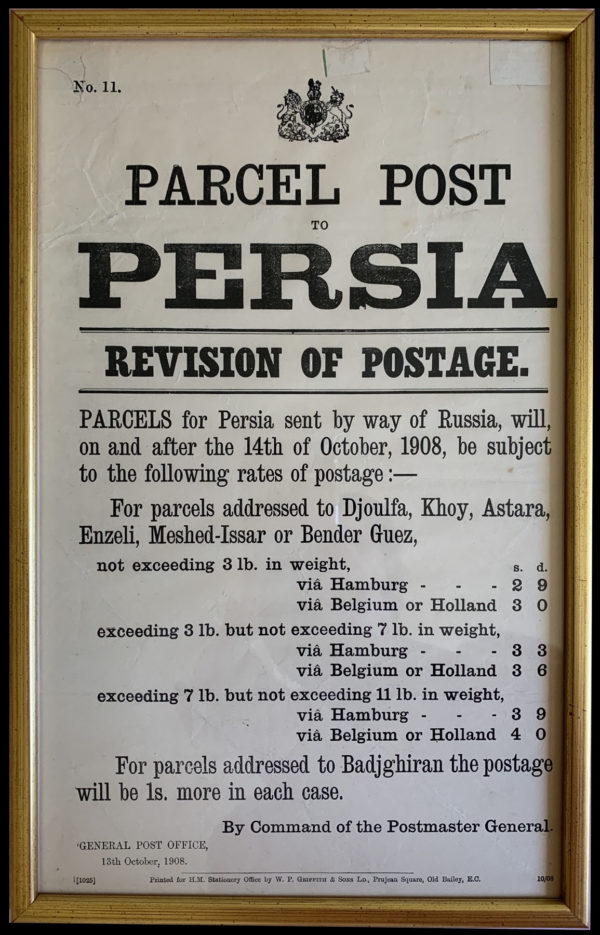 No. 11.
PARCEL POST
TO
PERSIA
REVISION OF POSTAGE.
PARCELS for Persia sent by way of Russia, will,
on and after the 14th of October, 1908, be subject
to the following rates of postage :—
For parcels addressed to Djoulfa, Khoy, Astara,
Enzeli, Meshed-Issar or Bender Guez,
not exceeding 3 lb. in weight, s. d.
viâ Hamburg - - - 2 9
viâ Belgium or Holland 3 0
exceeding 3 lb. but not exceeding 7 lb. in weight,
viâ Hamburg - - - 3 3
viâ Belgium or Holland 3 6
exceeding 7 lb. but not exceeding 11 lb. in weight,
viâ Hamburg - - - 3 9
viâ Belgium or Holland 4 0
For parcels addressed to Badjghiran the postage
will be 1s. more in each case.
By Command of the Postmaster General.
GENERAL POST OFFICE,
13th October, 1908.
[1025] Printed for H.M. Stationery Office by W. P. GRIFFITH & SONS LD., Prujean Square, Old Bailey, E.C. 10/08